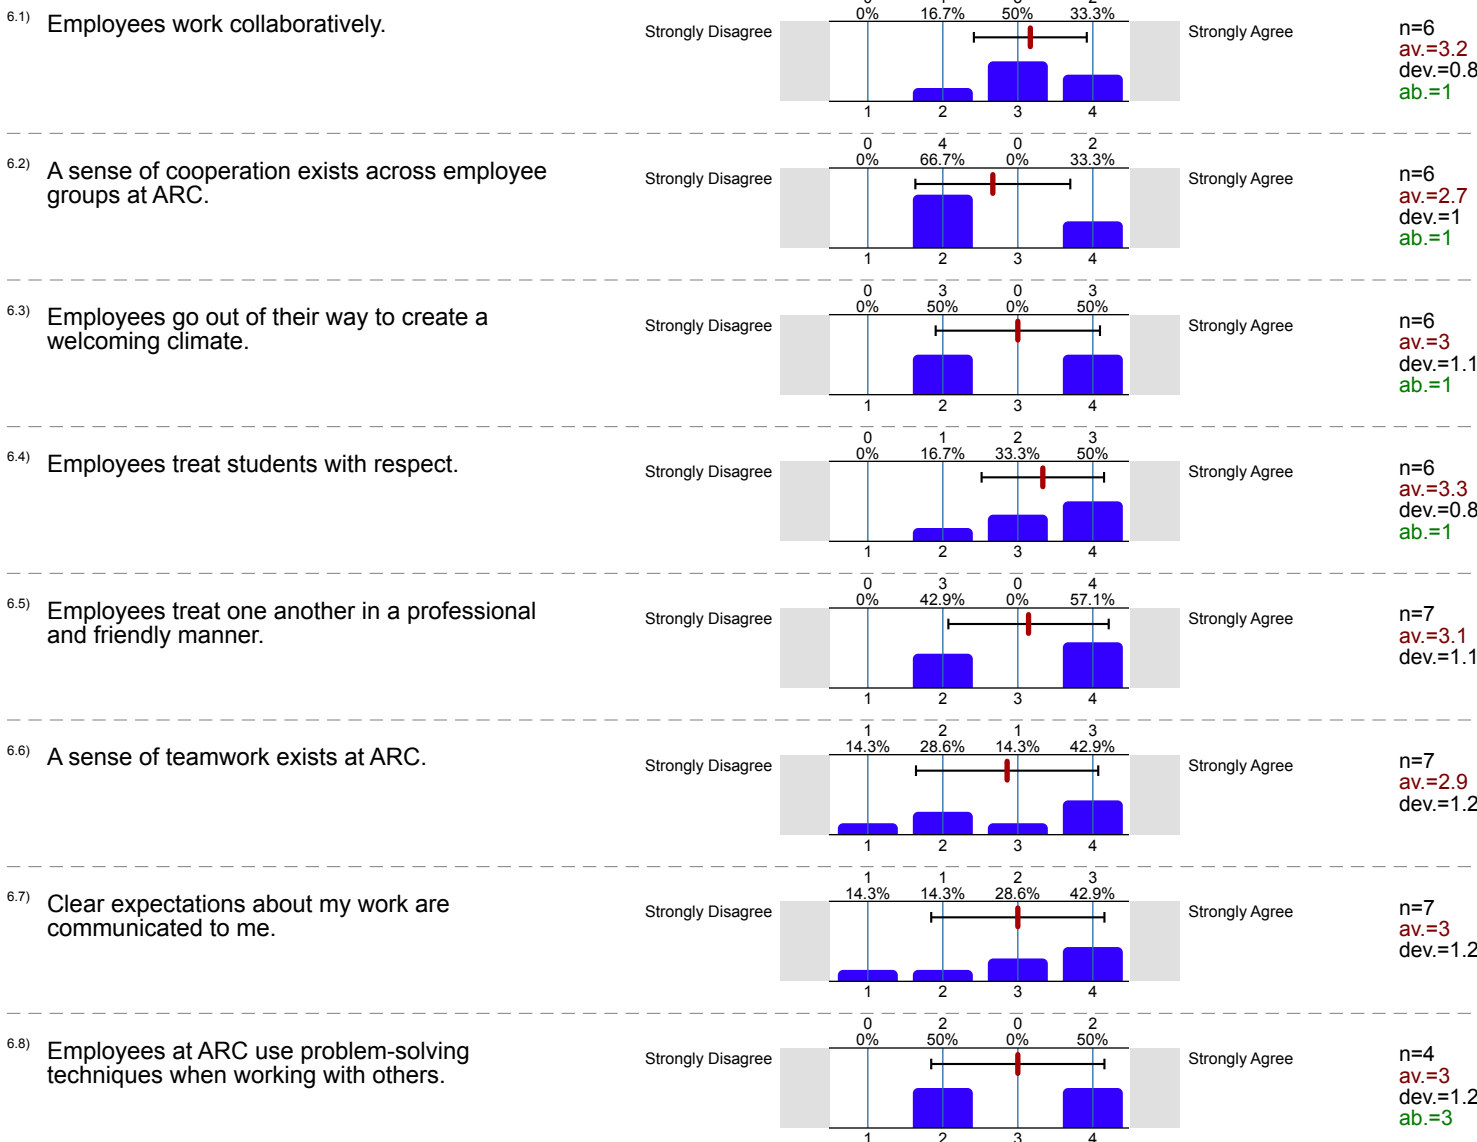 0 1 3 2
0% 16.7% 50% 33.3%
6.1) Employees work collaboratively.
Strongly Disagree
Strongly Agree
n=6
av.=3.2
dev.=0.8
ab.=1
1 2 3 4
0 4 0 2
0% 66.7% 0% 33.3%
6.2) A sense of cooperation exists across employee
groups at ARC.
Strongly Disagree
Strongly Agree
n=6
av.=2.7
dev.=1
ab.=1
1 2 3 4
0 3 0 3
0% 50% 0% 50%
6.3) Employees go out of their way to create a
welcoming climate.
Strongly Disagree
Strongly Agree
n=6
av.=3
dev.=1.1
ab.=1
1 2 3 4
0 1 2 3
0% 16.7% 33.3% 50%
6.4) Employees treat students with respect.
Strongly Disagree
Strongly Agree
n=6
av.=3.3
dev.=0.8
ab.=1
1 2 3 4
0 3 0 4
0% 42.9% 0% 57.1%
6.5) Employees treat one another in a professional
and friendly manner.
Strongly Disagree
Strongly Agree
n=7
av.=3.1
dev.=1.1
1 2 3 4
1 2 1 3
14.3% 28.6% 14.3% 42.9%
6.6) A sense of teamwork exists at ARC.
Strongly Disagree
Strongly Agree
n=7
av.=2.9
dev.=1.2
1 2 3 4
1 1 2 3
14.3% 14.3% 28.6% 42.9%
6.7) Clear expectations about my work are
communicated to me.
Strongly Disagree
Strongly Agree
n=7
av.=3
dev.=1.2
1 2 3 4
0 2 0 2
0% 50% 0% 50%
6.8) Employees at ARC use problem-solving
techniques when working with others.
Strongly Disagree
Strongly Agree
n=4
av.=3
dev.=1.2
ab.=3
1 2 3 4